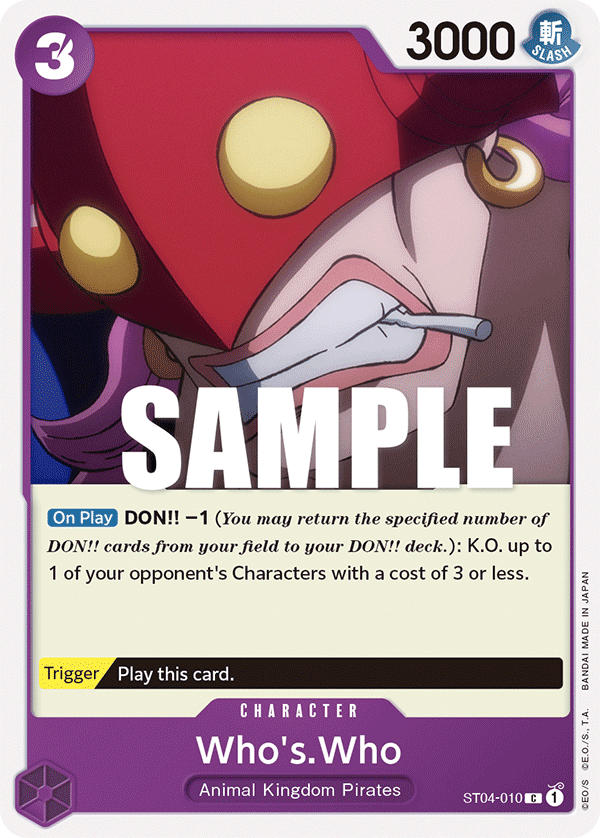 3
3000
斬
SLASH
SAMPLE
On Play DON!! −1 (You may return the specified number of
DON!! cards from your field to your DON!! deck.): K.O. up to
1 of your opponent's Characters with a cost of 3 or less.
Trigger Play this card.
CHARACTER
Who's.Who
Animal Kingdom Pirates
ST04-010 C 1
©EO/S ©E.O./S., T.A. BANDAI MADE IN JAPAN